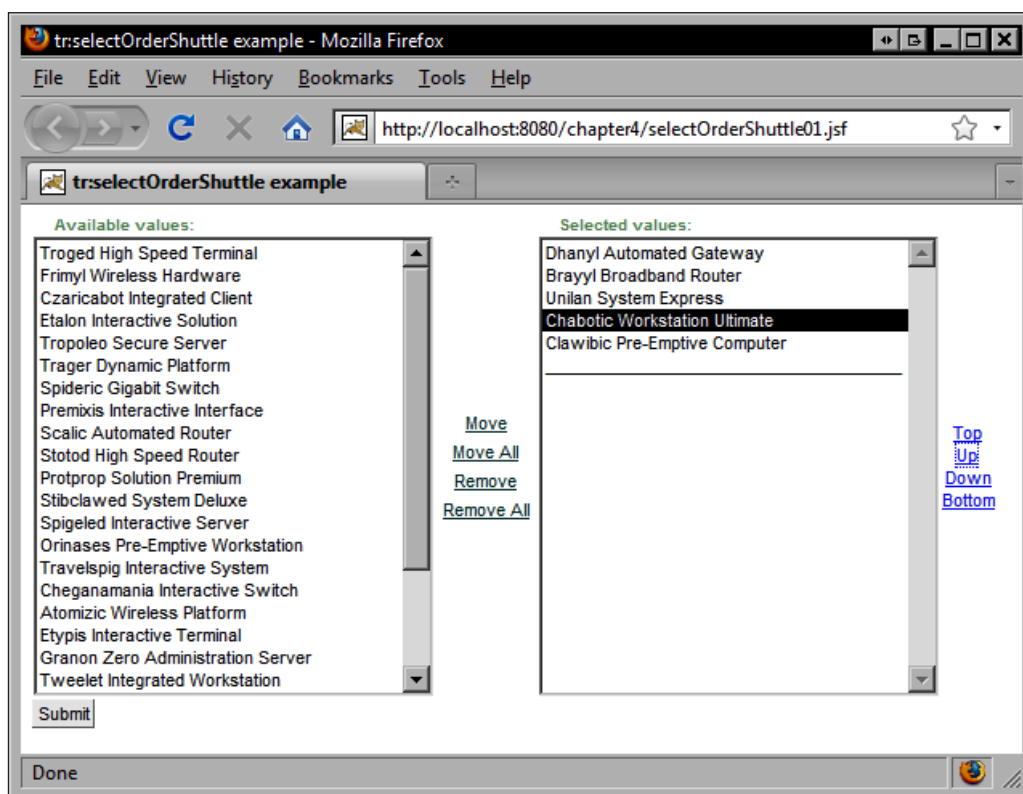 tr:selectOrderShuttle example - Mozilla Firefox
File Edit View History Bookmarks Tools Help
http://localhost:8080/chapter4/selectOrderShuttle01.jsf
tr:selectOrderShuttle example
Available values:
Troged High Speed Terminal
Frimyl Wireless Hardware
Czaricabot Integrated Client
Etalon Interactive Solution
Tropoleo Secure Server
Trager Dynamic Platform
Spideric Gigabit Switch
Premixis Interactive Interface
Scalic Automated Router
Stotod High Speed Router
Protprop Solution Premium
Stibclawed System Deluxe
Spigeled Interactive Server
Orinases Pre-Emptive Workstation
Travelspig Interactive System
Cheganamania Interactive Switch
Atomizic Wireless Platform
Etypis Interactive Terminal
Granon Zero Administration Server
Tweelet Integrated Workstation
Move
Move All
Remove
Remove All
Selected values:
Dhanyl Automated Gateway
Brayyl Broadband Router
Unilan System Express
Chabotic Workstation Ultimate
Clawibic Pre-Emptive Computer
Top
Up
Down
Bottom
Submit
Done